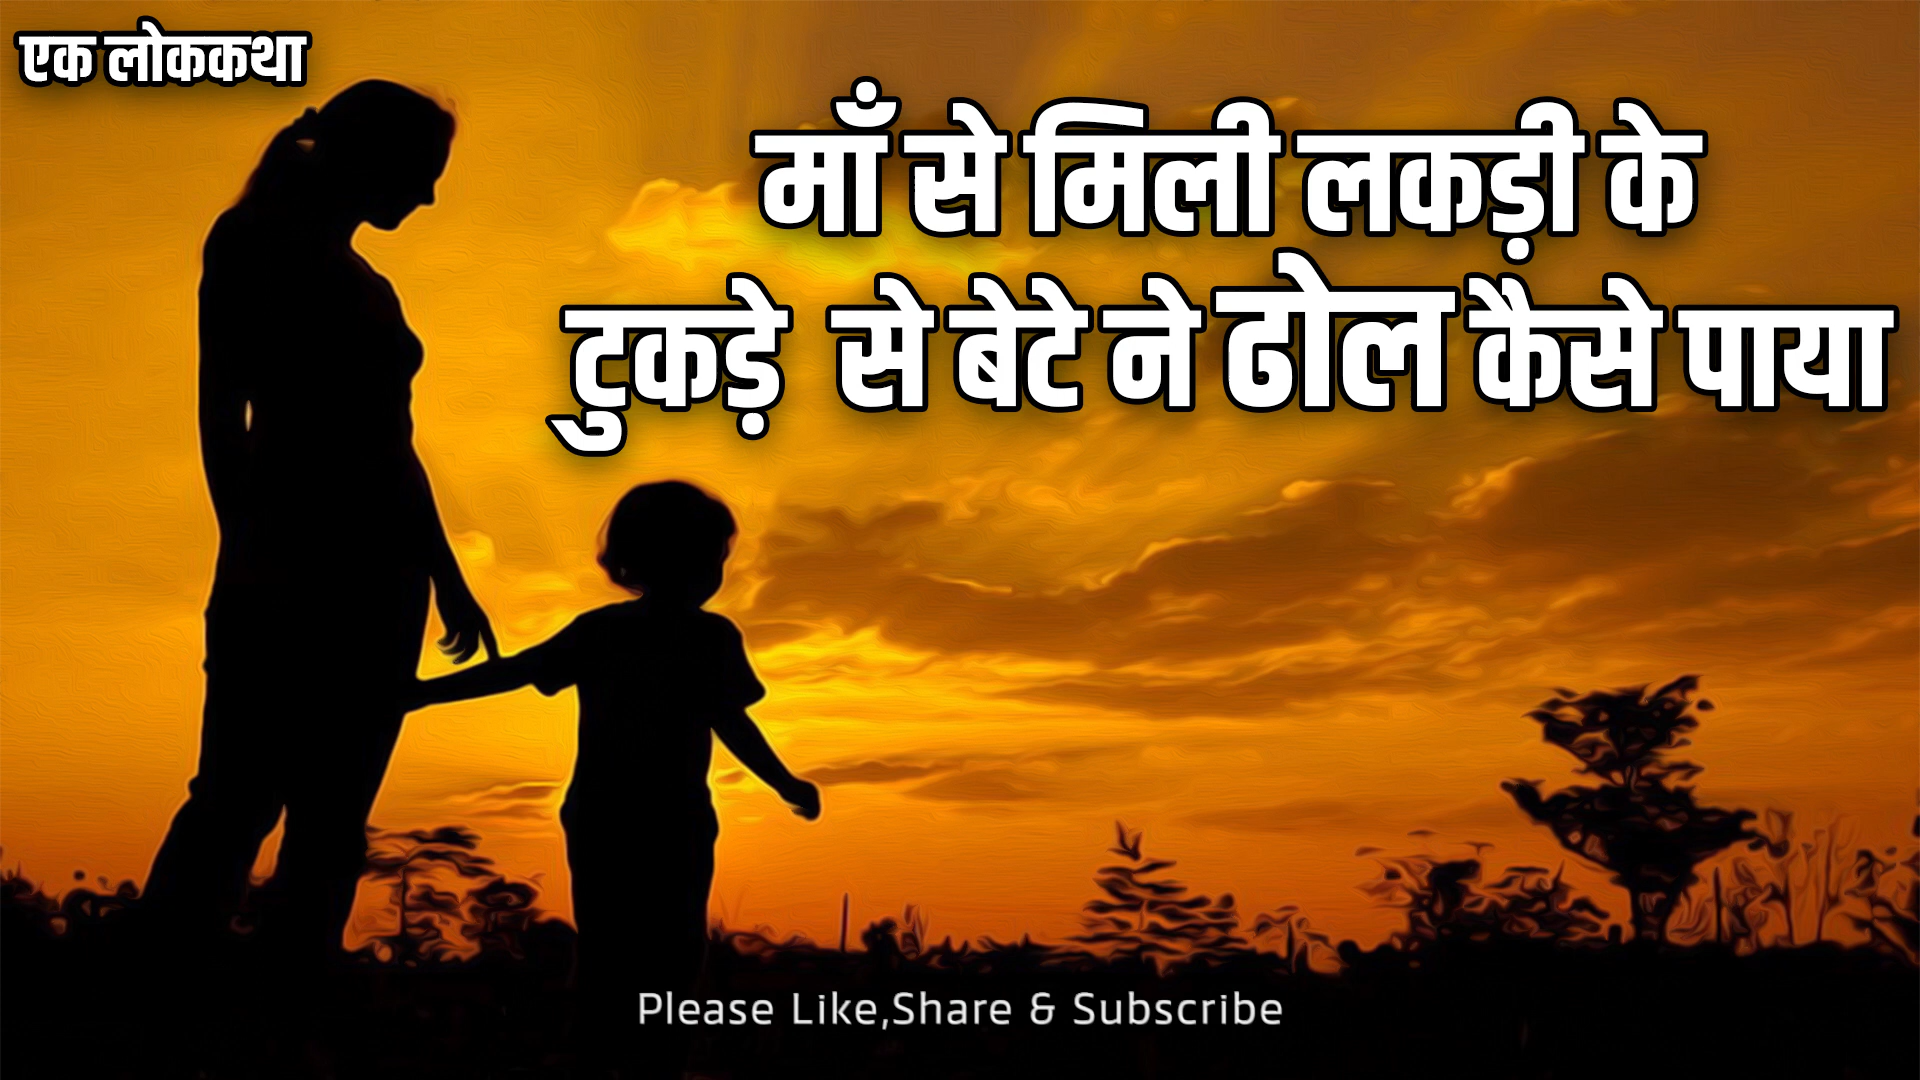 एक लोककथा
माँ से मिली लकड़ी के
टुकड़े से बेटे ने ढोल कैसे पाया
Please Like,Share & Subscribe